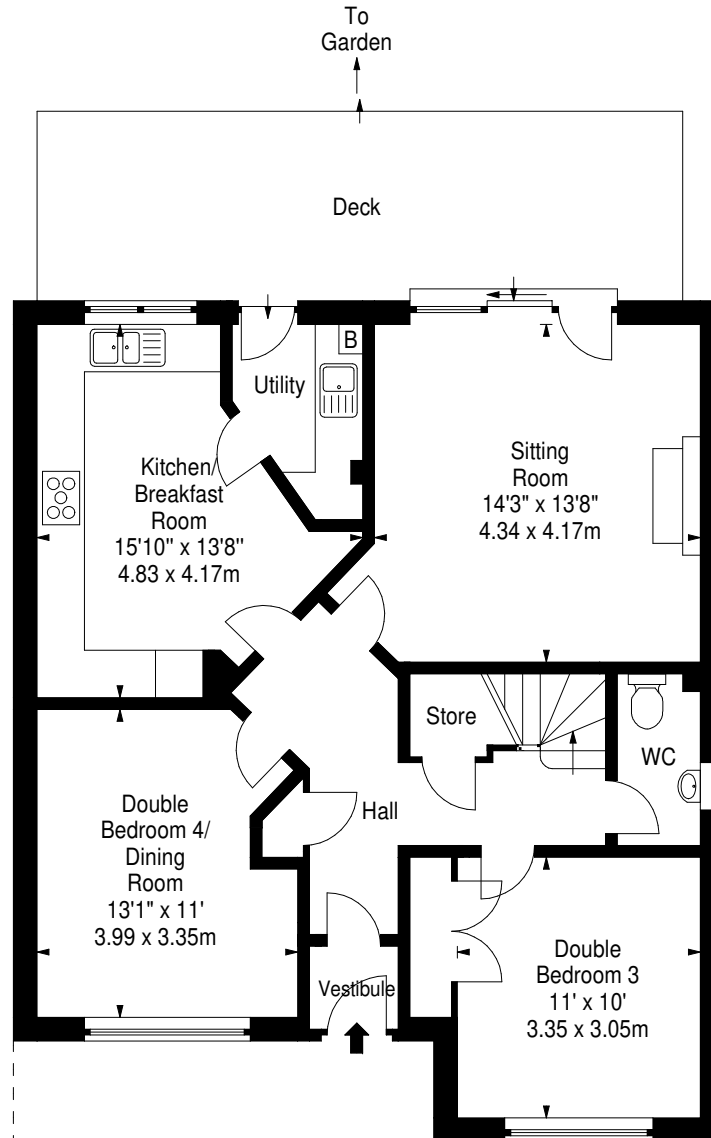 To
Garden
Deck
B
Utility
Kitchen/
Breakfast
Room
15'10" x 13'8"
4.83 x 4.17m
Sitting
Room
14'3" x 13'8"
4.34 x 4.17m
Store
WC
Hall
Double
Bedroom 4/
Dining
Room
13'1" x 11'
3.99 x 3.35m
Vestibule
Double
Bedroom 3
11' x 10'
3.35 x 3.05m